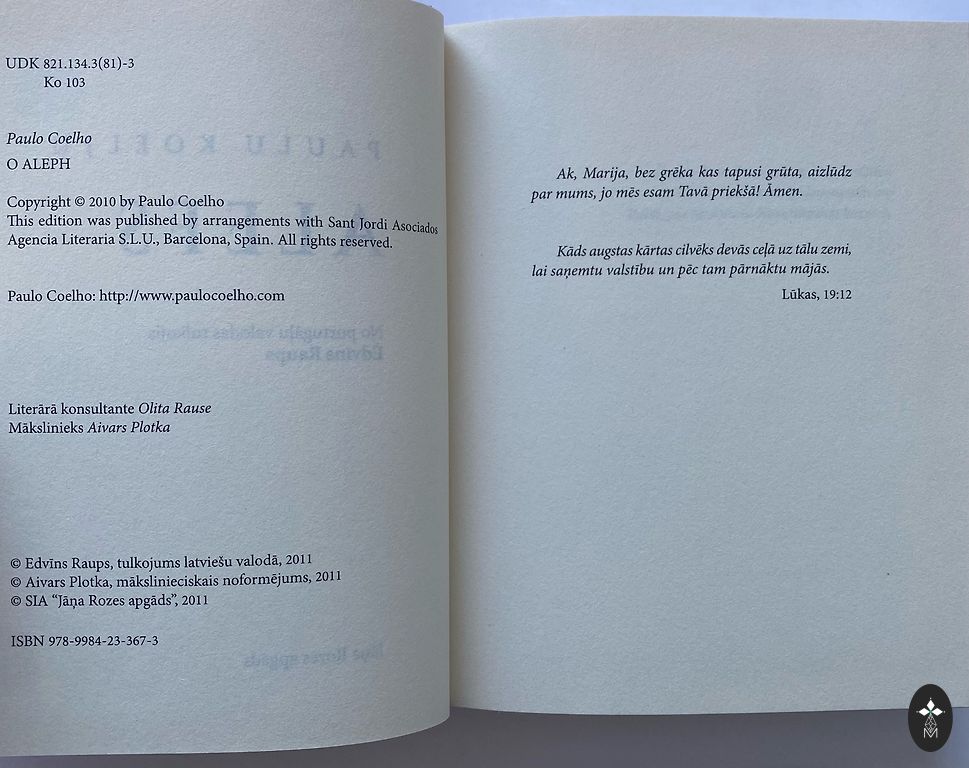 UDK 821.134.3(81)-3
Ko 103
Paulo Coelho
O ALEPH
Copyright © 2010 by Paulo Coelho
This edition was published by arrangements with Sant Jordi Asociados
Agencia Literaria S.L.U., Barcelona, Spain. All rights reserved.
Paulo Coelho: http://www.paulocoelho.com
Literārā konsultante Olita Rause
Mākslinieks Aivars Plotka
© Edvīns Raups, tulkojums latviešu valodā, 2011
© Aivars Plotka, mākslinieciskais noformējums, 2011
© SIA “Jāņa Rozes apgāds”, 2011
ISBN 978-9984-23-367-3
Ak, Marija, bez grēka kas tapusi grūta, aizlūdz
par mums, jo mēs esam Tavā priekšā! Āmen.
Kāds augstas kārtas cilvēks devās ceļā uz tālu zemi,
lai saņemtu valstību un pēc tam pārnāktu mājās.
Lūkas, 19:12